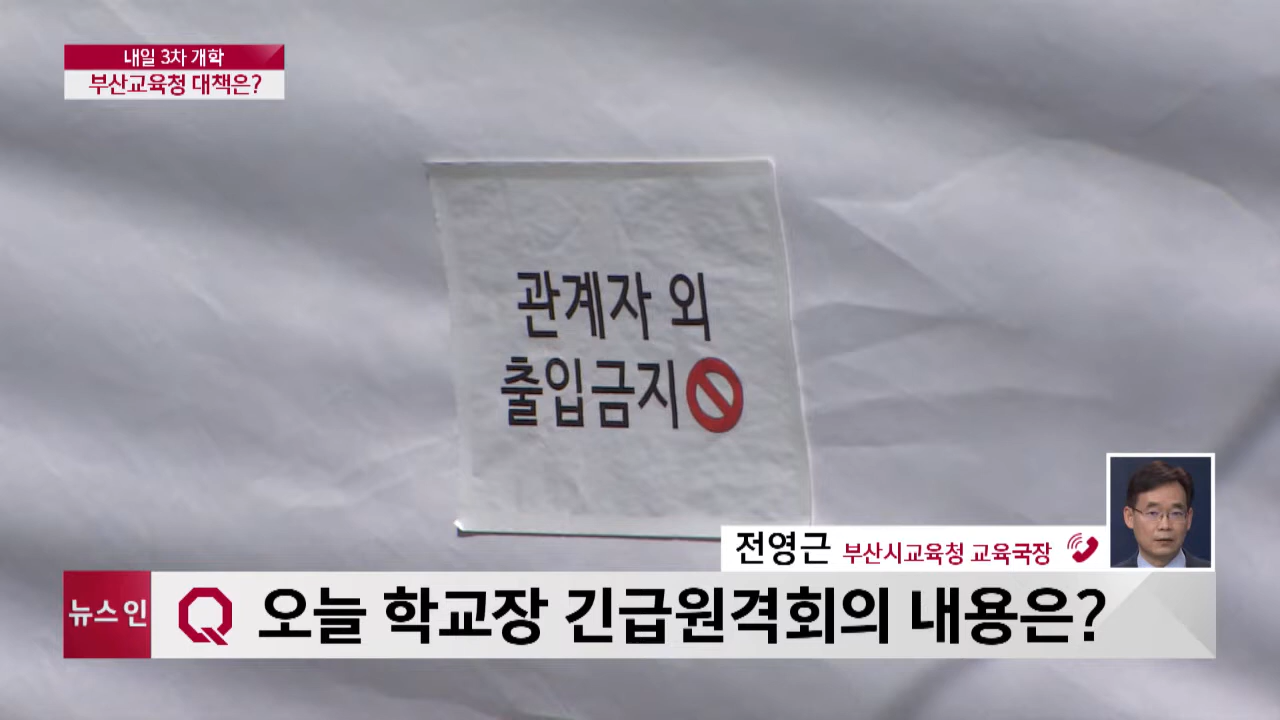 내일 3차 개학
부산교육청 대책은?
관계자 외
출입금지
전영근 부산시교육청 교육국장
뉴스인 Q 오늘 학교장 긴급원격회의 내용은?